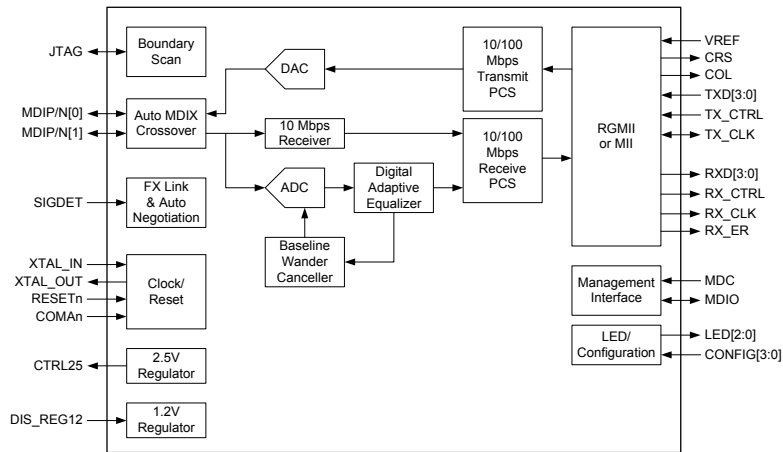 JTAG
Boundary
Scan
MDIP/N[0]
MDIP/N[1]
Auto MDIX
Crossover
SIGDET
FX Link
& Auto
Negotiation
XTAL_IN
XTAL_OUT
RESETn
COMAn
Clock/
Reset
CTRL25
2.5V
Regulator
DIS_REG12
1.2V
Regulator
DAC
10 Mbps
Receiver
ADC
Digital
Adaptive
Equalizer
Baseline
Wander
Canceller
10/100
Mbps
Transmit
PCS
10/100
Mbps
Receive
PCS
RGMII
or MII
VREF
CRS
COL
TXD[3:0]
TX_CTRL
TX_CLK
RXD[3:0]
RX_CTRL
RX_CLK
RX_ER
Management
Interface
MDC
MDIO
LED/
Configuration
LED[2:0]
CONFIG[3:0]